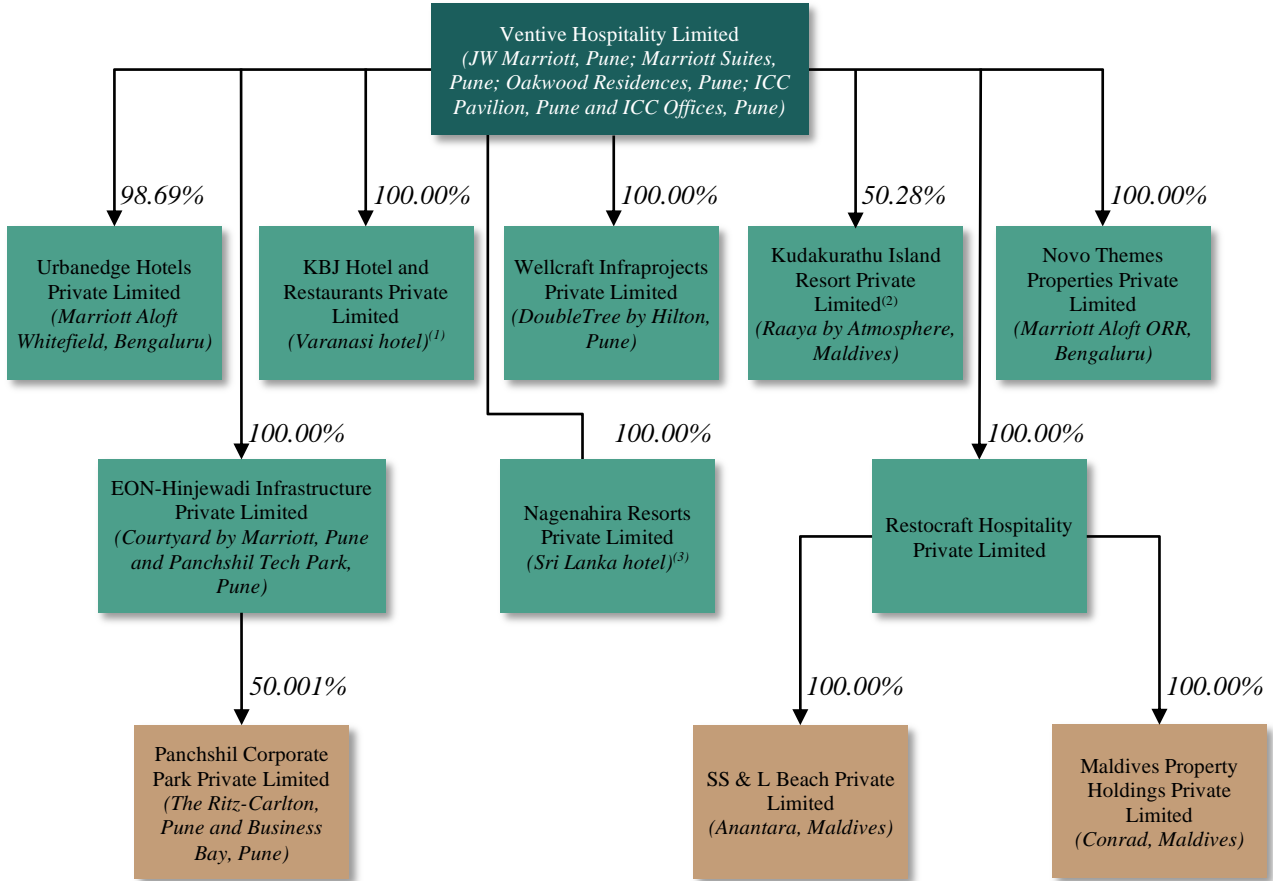 Ventive Hospitality Limited
(JW Marriott, Pune; Marriott Suites,
Pune; Oakwood Residences, Pune; ICC
Pavilion, Pune and ICC Offices, Pune)
98.69%
100.00%
100.00%
50.28%
100.00%
Urbanedge Hotels
Private Limited
(Marriott Aloft
Whitefield, Bengaluru)
KBJ Hotel and
Restaurants Private
Limited
(Varanasi hotel)(1)
Wellcraft Infraprojects
Private Limited
(DoubleTree by Hilton,
Pune)
Kudakurathu Island
Resort Private
Limited(2)
(Raaya by Atmosphere,
Maldives)
Novo Themes
Properties Private
Limited
(Marriott Aloft ORR,
Bengaluru)
100.00%
100.00%
100.00%
EON-Hinjewadi Infrastructure
Private Limited
(Courtyard by Marriott, Pune
and Panchshil Tech Park,
Pune)
Nagenahira Resorts
Private Limited
(Sri Lanka hotel)(3)
Restocraft Hospitality
Private Limited
50.001%
100.00%
100.00%
Panchshil Corporate
Park Private Limited
(The Ritz-Carlton,
Pune and Business
Bay, Pune)
SS & L Beach Private
Limited
(Anantara, Maldives)
Maldives Property
Holdings Private
Limited
(Conrad, Maldives)